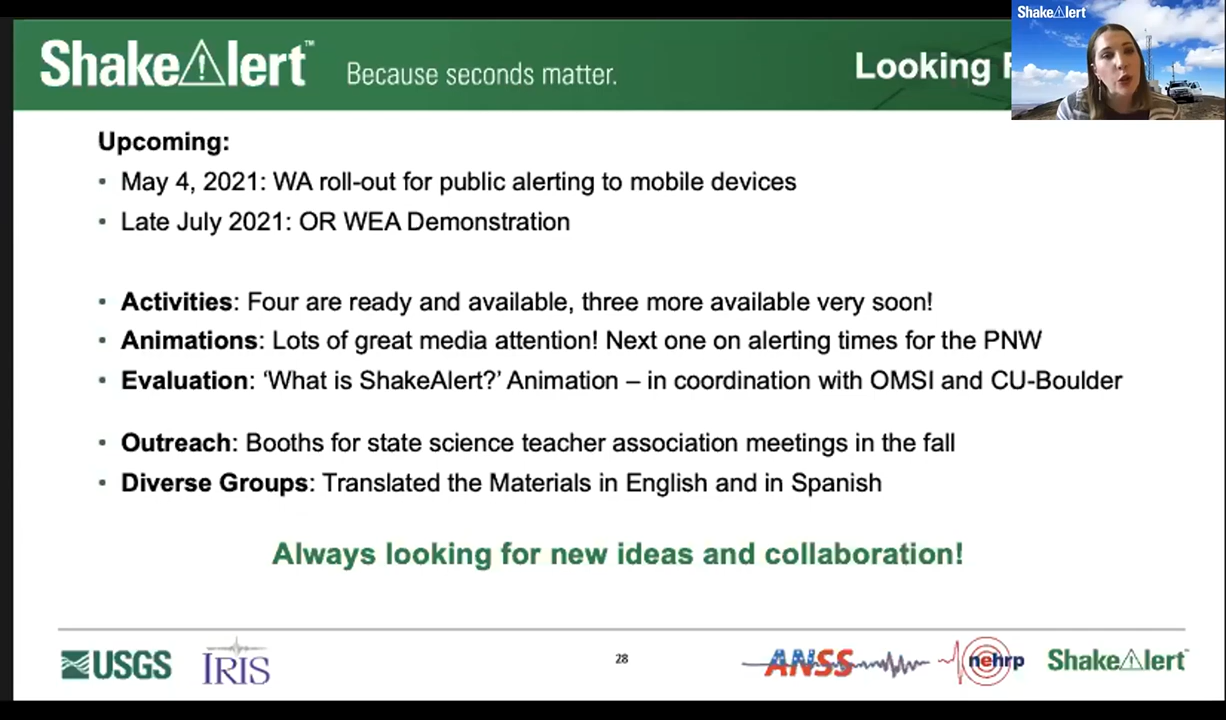 ShakeAlert™
Because seconds matter.
Looking
ShakeAlert
Upcoming:
• May 4, 2021: WA roll-out for public alerting to mobile devices
• Late July 2021: OR WEA Demonstration
• Activities: Four are ready and available, three more available very soon!
• Animations: Lots of great media attention! Next one on alerting times for the PNW
• Evaluation: ‘What is ShakeAlert?’ Animation – in coordination with OMSI and CU-Boulder
• Outreach: Booths for state science teacher association meetings in the fall
• Diverse Groups: Translated the Materials in English and in Spanish
Always looking for new ideas and collaboration!
USGS
IRIS
28
ANSS
nehrp
ShakeAlert™